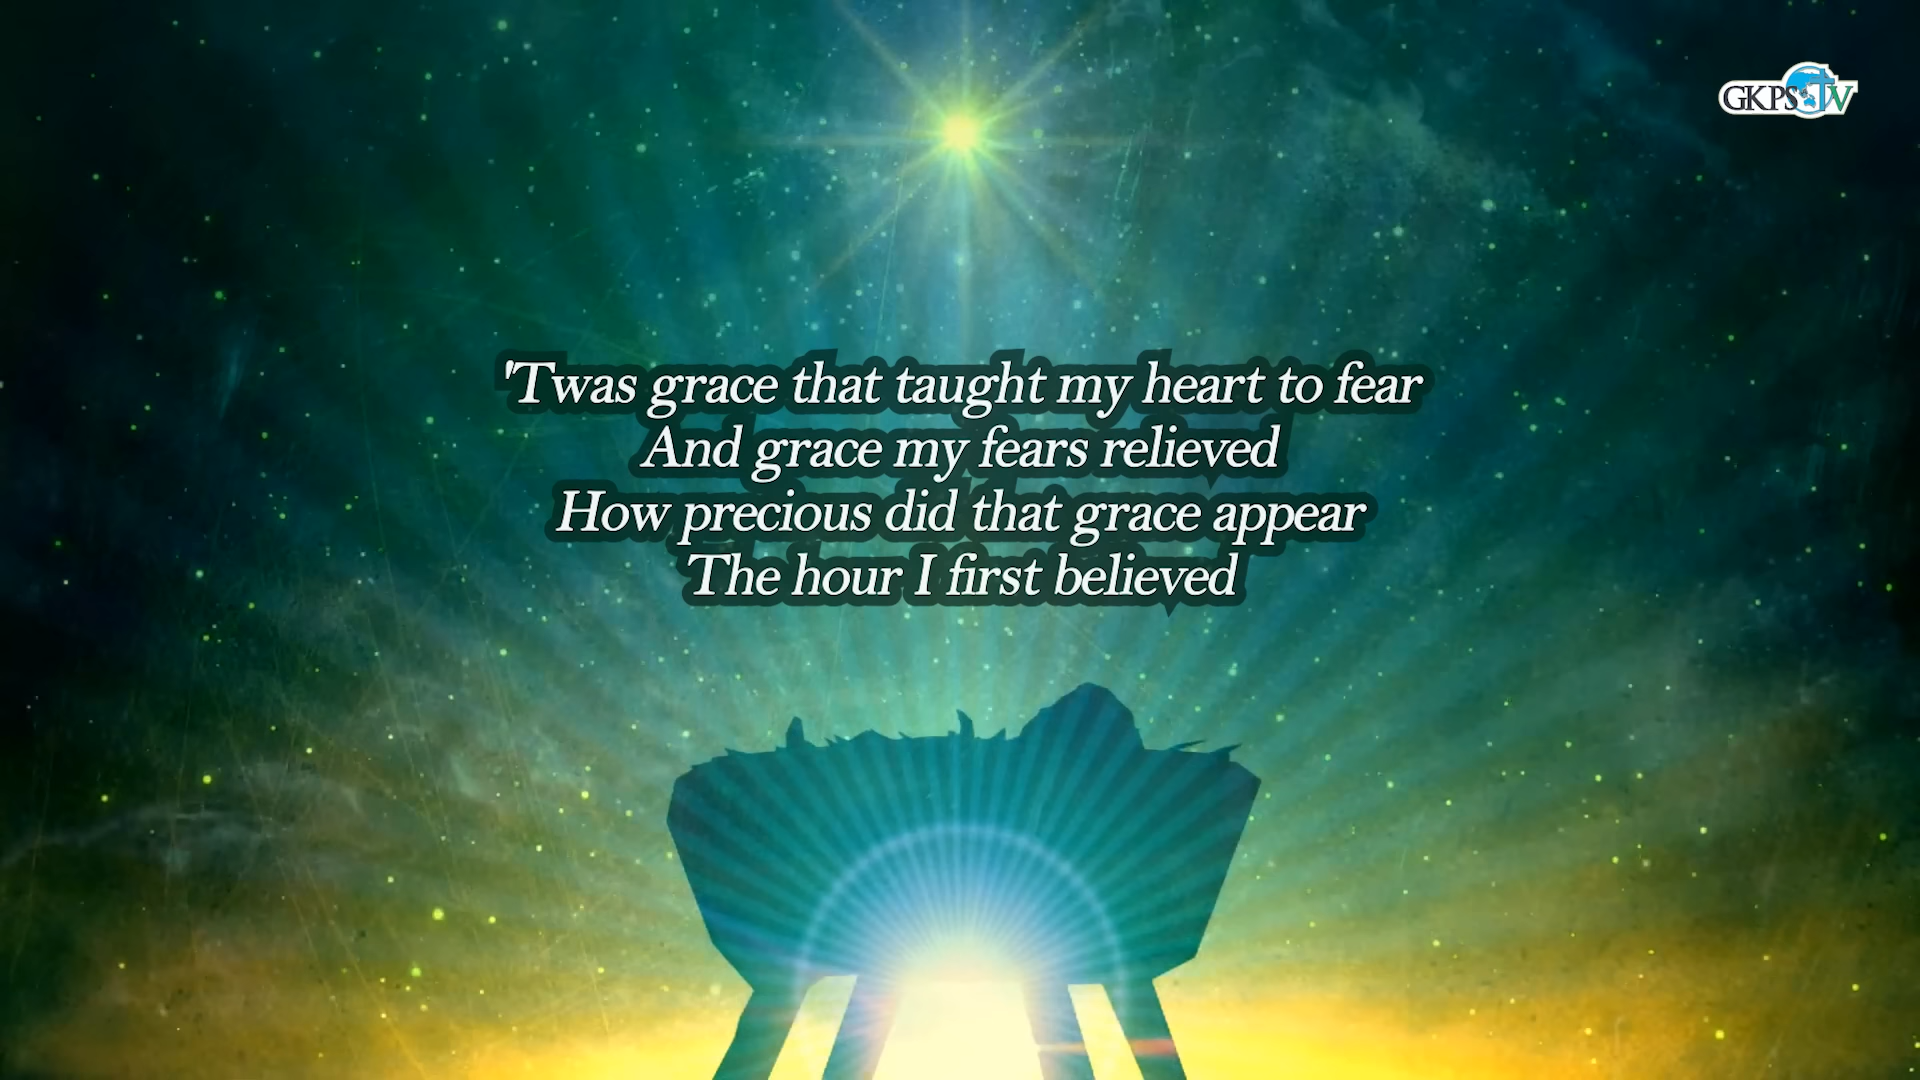 GKPS TV
'Twas grace that taught my heart to fear
And grace my fears relieved
How precious did that grace appear
The hour I first believed